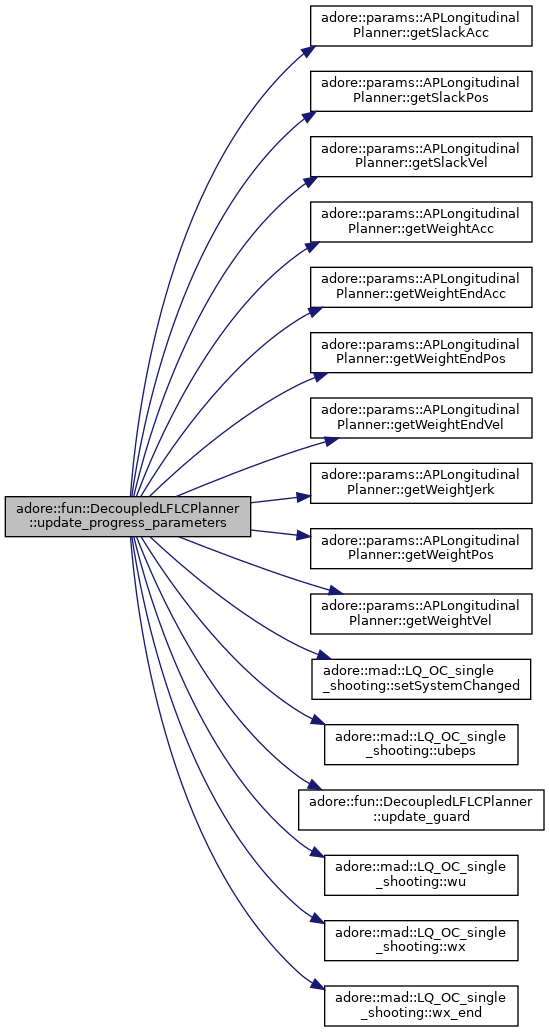 adore::params::APLongitudinal
Planner::getSlackAcc
adore::params::APLongitudinal
Planner::getSlackPos
adore::params::APLongitudinal
Planner::getSlackVel
adore::params::APLongitudinal
Planner::getWeightAcc
adore::params::APLongitudinal
Planner::getWeightEndAcc
adore::params::APLongitudinal
Planner::getWeightEndPos
adore::params::APLongitudinal
Planner::getWeightEndVel
adore::params::APLongitudinal
Planner::getWeightJerk
adore::fun::DecoupledLFLCPlanner
::update_progress_parameters
adore::params::APLongitudinal
Planner::getWeightPos
adore::params::APLongitudinal
Planner::getWeightVel
adore::mad::LQ_OC_single
_shooting::setSystemChanged
adore::mad::LQ_OC_single
_shooting::ubeps
adore::fun::DecoupledLFLCPlanner
::update_guard
adore::mad::LQ_OC_single
_shooting::wu
adore::mad::LQ_OC_single
_shooting::wx
adore::mad::LQ_OC_single
_shooting::wx_end